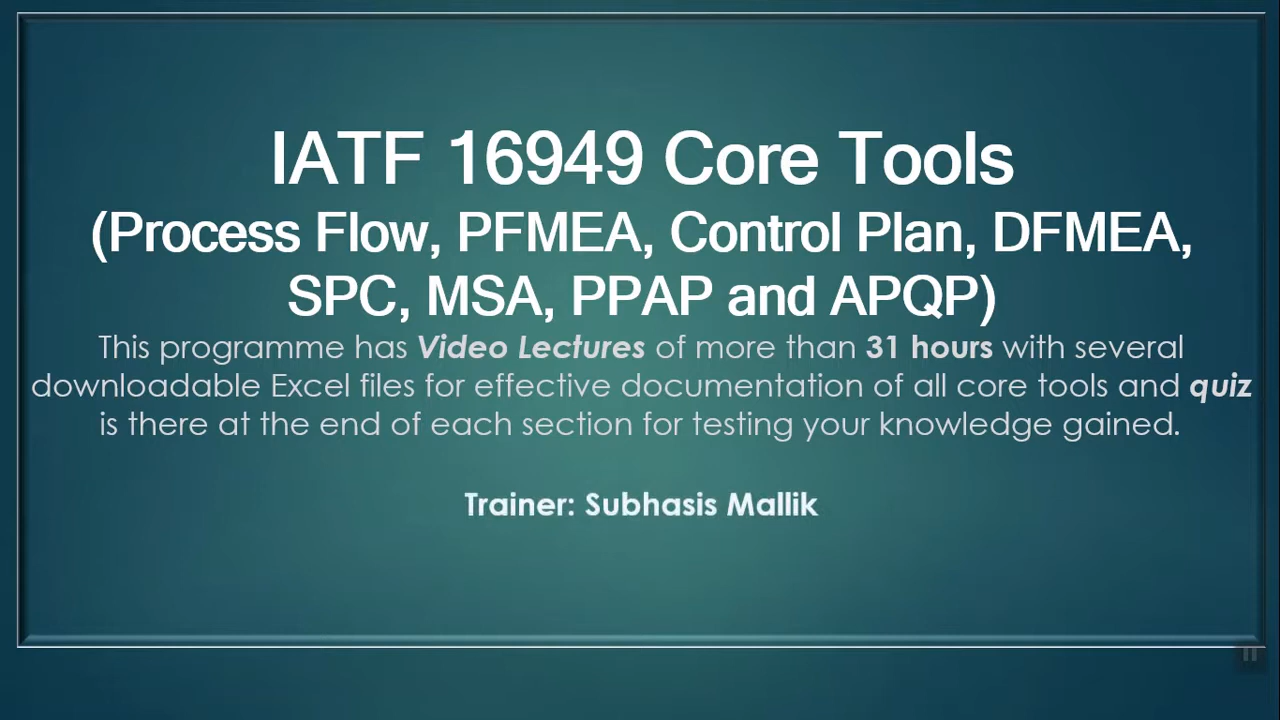 IATF 16949 Core Tools
(Process Flow, PFMEA, Control Plan, DFMEA,
SPC, MSA, PPAP and APQP)
This programme has Video Lectures of more than 31 hours with several
downloadable Excel files for effective documentation of all core tools and quiz
is there at the end of each section for testing your knowledge gained.
Trainer: Subhasis Mallik